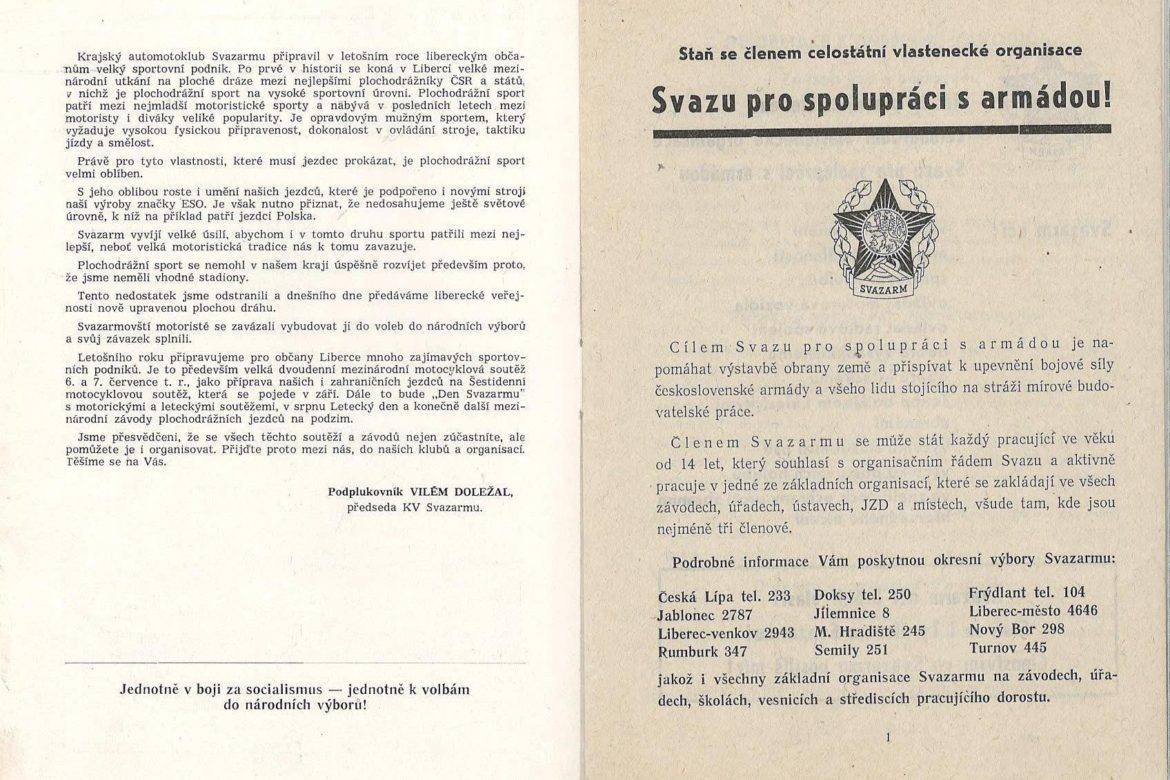 Krajský automotoklub Svazarmu připravil v letošním roce libereckým obča-
nům velký sportovní podnik. Po prvé v historii se koná v Liberci velké mezi-
národní utkání na ploché dráze mezi nejlepšími plochodrážníky ČSR a států,
v nichž je plochodrážní sport na vysoké sportovní úrovni. Plochodrážní sport
patří mezi nejmladší motoristické sporty a nabývá v posledních letech mezi
motoristy i diváky veliké popularity. Je opravdovým mužným sportem, který
vyžaduje vysokou fysickou připravenost, dokonalost v ovládání stroje, taktiku
jízdy a smělost.
Právě pro tyto vlastnosti, které musí jezdec prokázat, je plochodrážní sport
velmi oblíben.
S jeho oblibou roste i umění našich jezdců, které je podpořeno i novými stroji
naší výroby značky ESO. Je však nutno přiznat, že nedosahujeme ještě světové
úrovně, k níž na příklad patří jezdci Polska.
Svazarm vyvíjí velké úsilí, abychom i v tomto druhu sportu patřili mezi nej-
lepší, neboť velká motoristická tradice nás k tomu zavazuje.
Plochodrážní sport se nemohl v našem kraji úspěšně rozvíjet především proto,
že jsme neměli vhodné stadiony.
Tento nedostatek jsme odstranili a dnešního dne předáváme liberecké veřej-
nosti nově upravenou plochou dráhu.
Svazarmovští motoristé se zavázali vybudovat jí do voleb do národních výborů
a svůj závazek splnili.
Letošního roku připravujeme pro občany Liberce mnoho zajímavých sportov-
ních podniků. Je to především velká dvoudenní mezinárodní motocyklová soutěž
6. a 7. července t. r., jako příprava našich i zahraničních jezdců na Šestidenní
motocyklovou soutěž, která se pojede v září. Dále to bude „Den Svazarmu"
s motorickými a leteckými soutěžemi, v srpnu Letecký den a konečně další mezi-
národní závody plochodrážních jezdců na podzim.
Jsme přesvědčeni, že se všech těchto soutěží a závodů nejen zúčastníte, ale
pomůžete je i organisovat. Přijďte proto mezi nás, do našich klubů a organisací.
Těšíme se na Vás.
Podplukovník VILÉM DOLEŽAL,
předseda KV Svazarmu.
Jednotně v boji za socialismus — jednotně k volbám
do národních výborů!
Staň se členem celostátní vlastenecké organisace
Svazu pro spolupráci s armádou!
SVAZARM
Cílem Svazu pro spolupráci s armádou je na-
pomáhat výstavbě obrany země a přispívat k upevnění bojové síly
československé armády a všeho lidu stojícího na stráži mírové budo-
vatelské práce.
Členem Svazarmu se může stát každý pracující ve věku
od 14 let, který souhlasí s organisačním řádem Svazu a aktivně
pracuje v jedné ze základních organisací, které se zakládají ve všech
závodech, úřadech, ústavech, JZD a místech, všude tam, kde jsou
nejméně tři členové.
Podrobné informace Vám poskytnou okresní výbory Svazarmu:
Česká Lípa tel. 233 Doksy tel. 250 Frýdlant tel. 104
Jablonec 2787 Jílemnice 8 Liberec-město 4646
Liberec-venkov 2943 M. Hradiště 245 Nový Bor 298
Rumburk 347 Semily 251 Turnov 445
jakož i všechny základní organisace Svazarmu na závodech, úřa-
dech, školách, vesnicích a střediscích pracujícího dorostu.
1